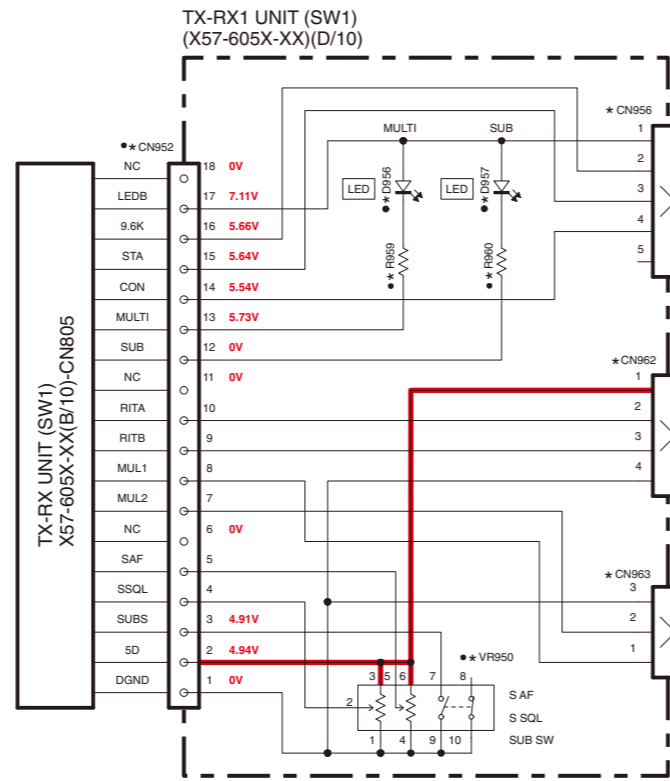 TX-RX1 UNIT (SW1)
(X57-605X-XX)(D/10)
●★CN952
★CN956
TX-RX UNIT (SW1)
X57-605X-XX(B/10)-CN805
NC 18 0V
LEDB 17 7.11V
9.6K 16 5.66V
STA 15 5.64V
CON 14 5.54V
MULTI 13 5.73V
SUB 12 0V
NC 11 0V
RITA 10
RITB 9
MUL1 8
MUL2 7
NC 6 0V
SAF 5
SSQL 4
SUBS 3 4.91V
5D 2 4.94V
DGND 1 0V
MULTI
SUB
LED
●★D956
LED
●★D957
●★R959
●★R960
1
2
3
4
5
★CN962
1
2
3
4
★CN963
3
2
1
●★VR950
3 5 6 7 8
2
S AF
S SQL
1 4 9 10 SUB SW